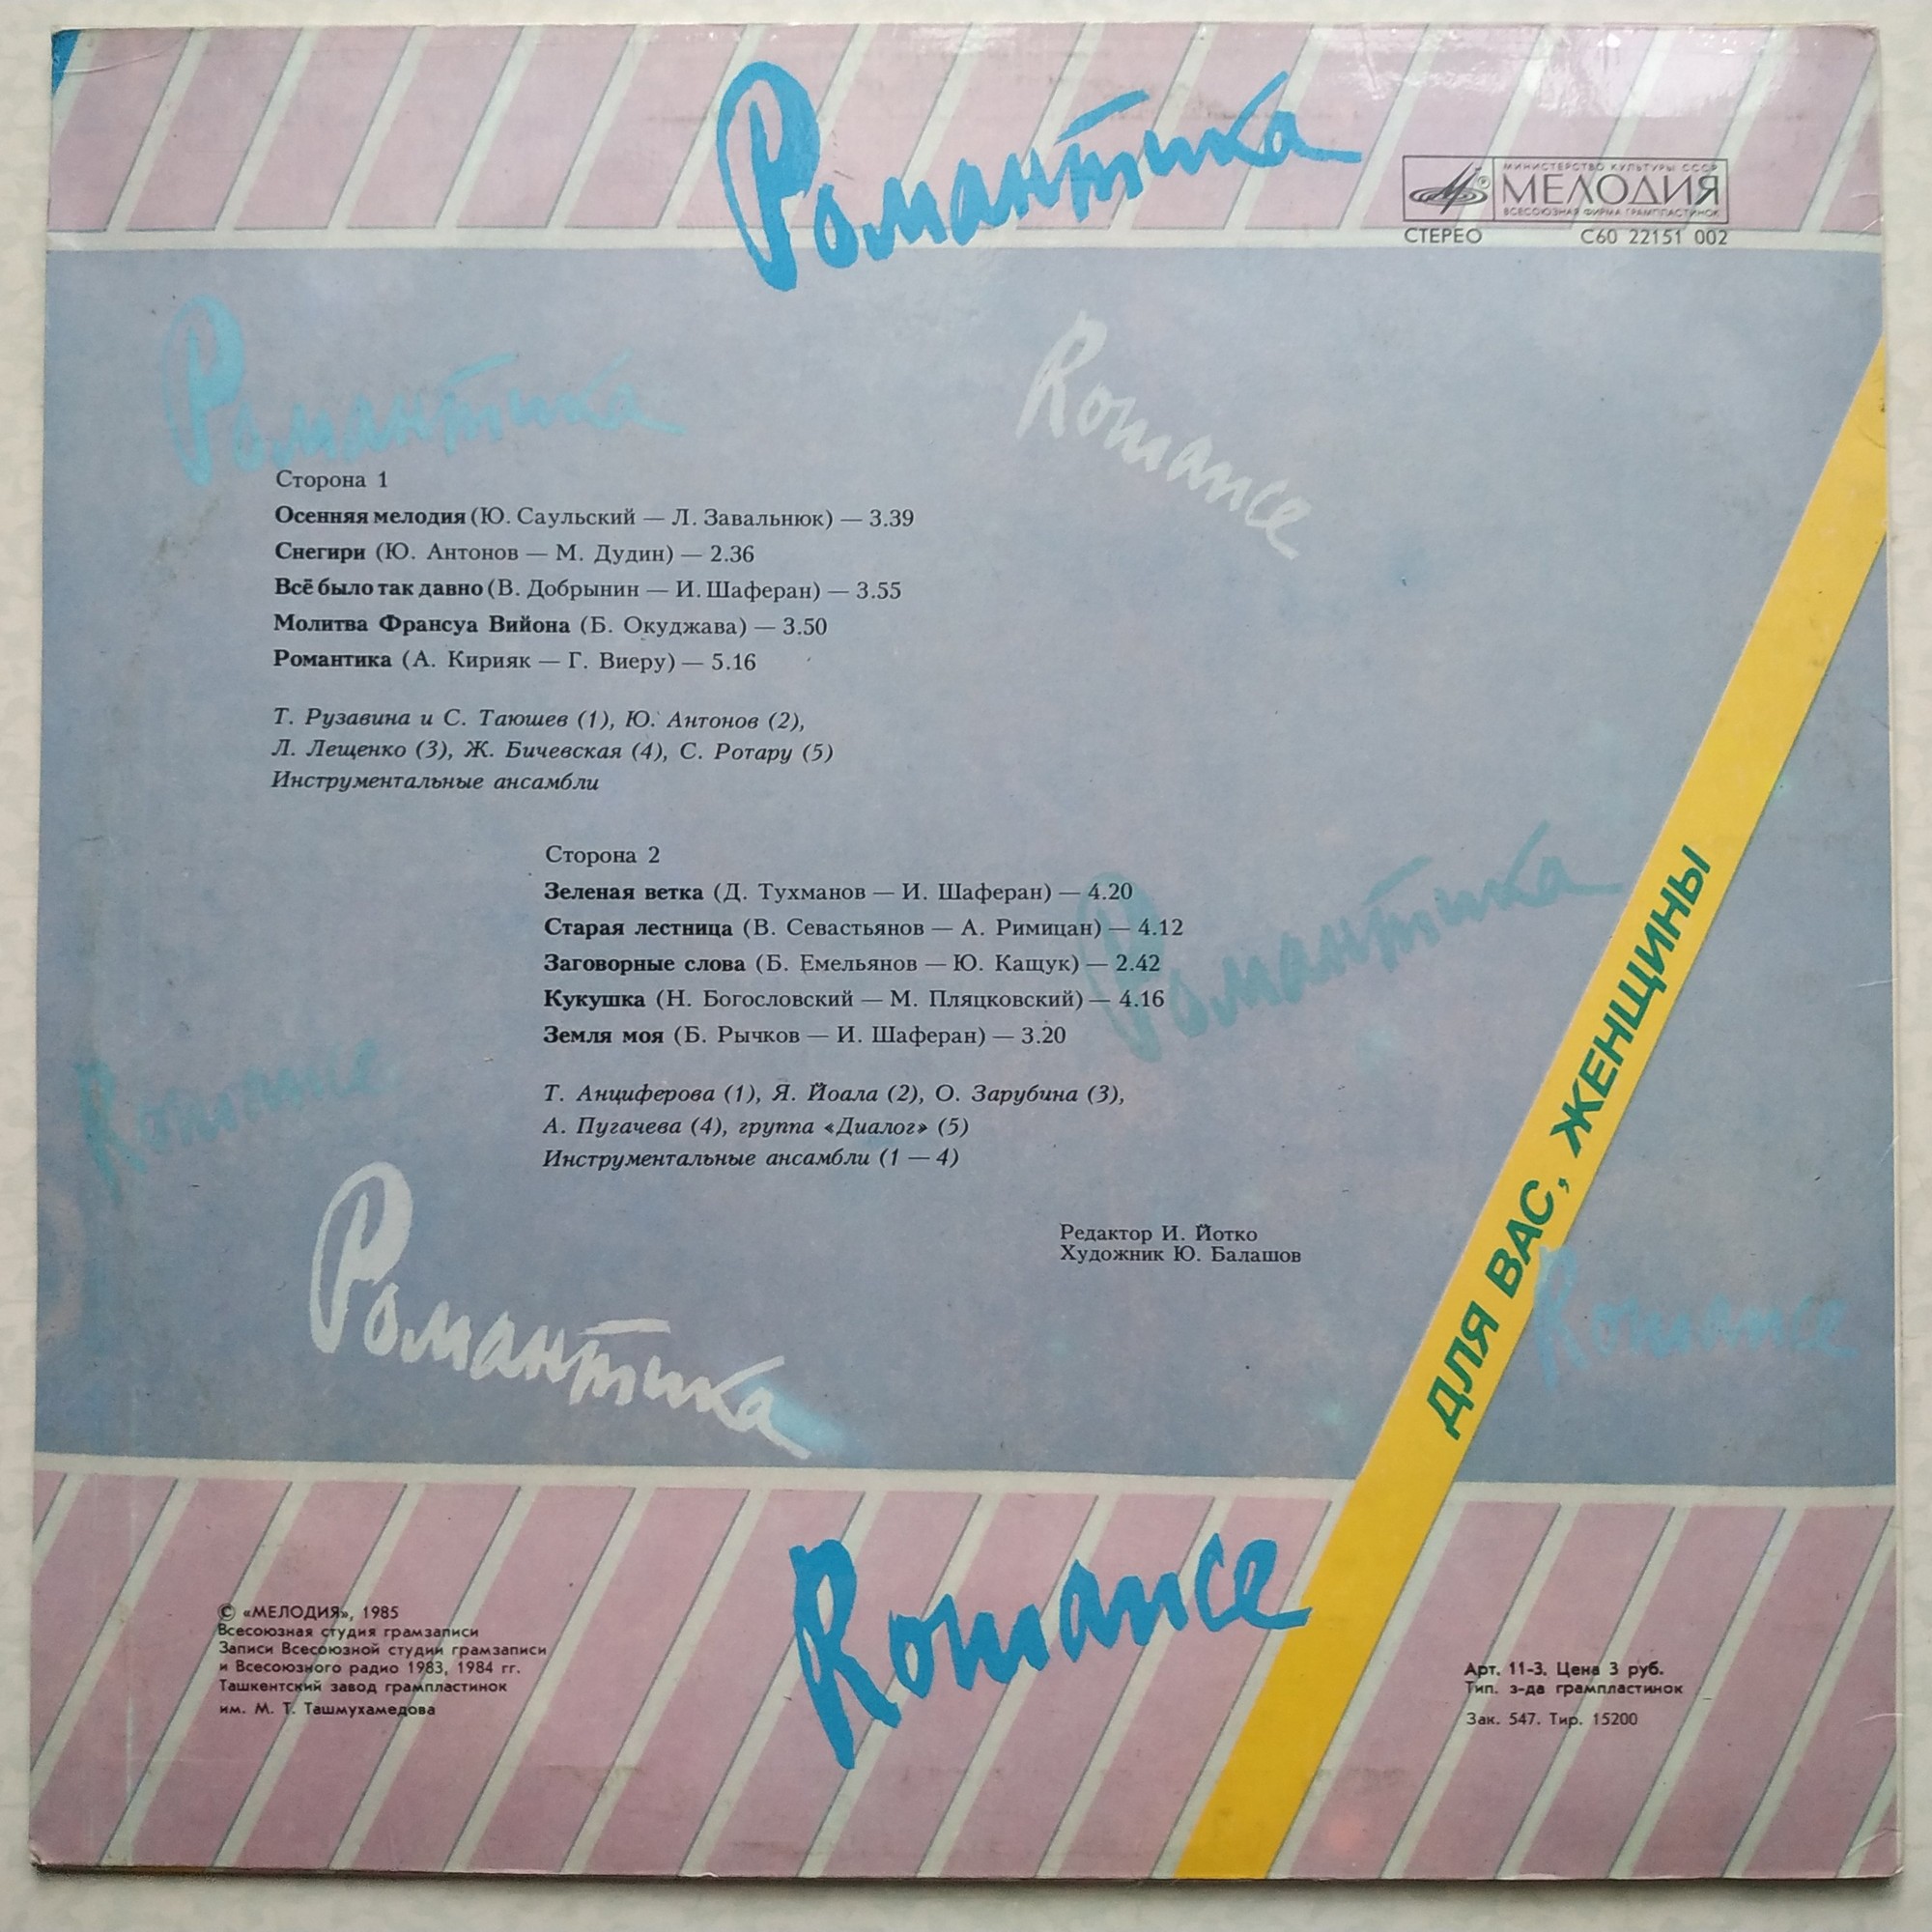 Романтика
МИНИСТЕРСТВО КУЛЬТУРЫ СССР
МЕЛОДИЯ
ВСЕСОЮЗНАЯ ФИРМА ГРАМПЛАСТИНОК
СТЕРЕО С60 22151 002
Романтика
Romance
Сторона 1
Осенняя мелодия (Ю. Саульский — Л. Завальнюк) — 3.39
Снегири (Ю. Антонов — М. Дудин) — 2.36
Всё было так давно (В. Добрынин — И. Шаферан) — 3.55
Молитва Франсуа Вийона (Б. Окуджава) — 3.50
Романтика (А. Кирияк — Г. Виеру) — 5.16
Т. Рузавина и С. Таюшев (1), Ю. Антонов (2),
Л. Лещенко (3), Ж. Бичевская (4), С. Ротару (5)
Инструментальные ансамбли
Сторона 2
Зеленая ветка (Д. Тухманов — И. Шаферан) — 4.20
Старая лестница (В. Севастьянов — А. Римицан) — 4.12
Заговорные слова (Б. Емельянов — Ю. Кащук) — 2.42
Кукушка (Н. Богословский — М. Пляцковский) — 4.16
Земля моя (Б. Рычков — И. Шаферан) — 3.20
Романтика
Т. Анциферова (1), Я. Йоала (2), О. Зарубина (3),
А. Пугачева (4), группа «Диалог» (5)
Инструментальные ансамбли (1 — 4)
Romance
Редактор И. Йотко
Художник Ю. Балашов
ДЛЯ ВАС, ЖЕНЩИНЫ
Romance
Романтика
Romance
© «МЕЛОДИЯ», 1985
Всесоюзная студия грамзаписи
Записи Всесоюзной студии грамзаписи
и Всесоюзного радио 1983, 1984 гг.
Ташкентский завод грампластинок
им. М. Т. Ташмухамедова
Арт. 11-3. Цена 3 руб.
Тип. з-да грампластинок
Зак. 547. Тир. 15200